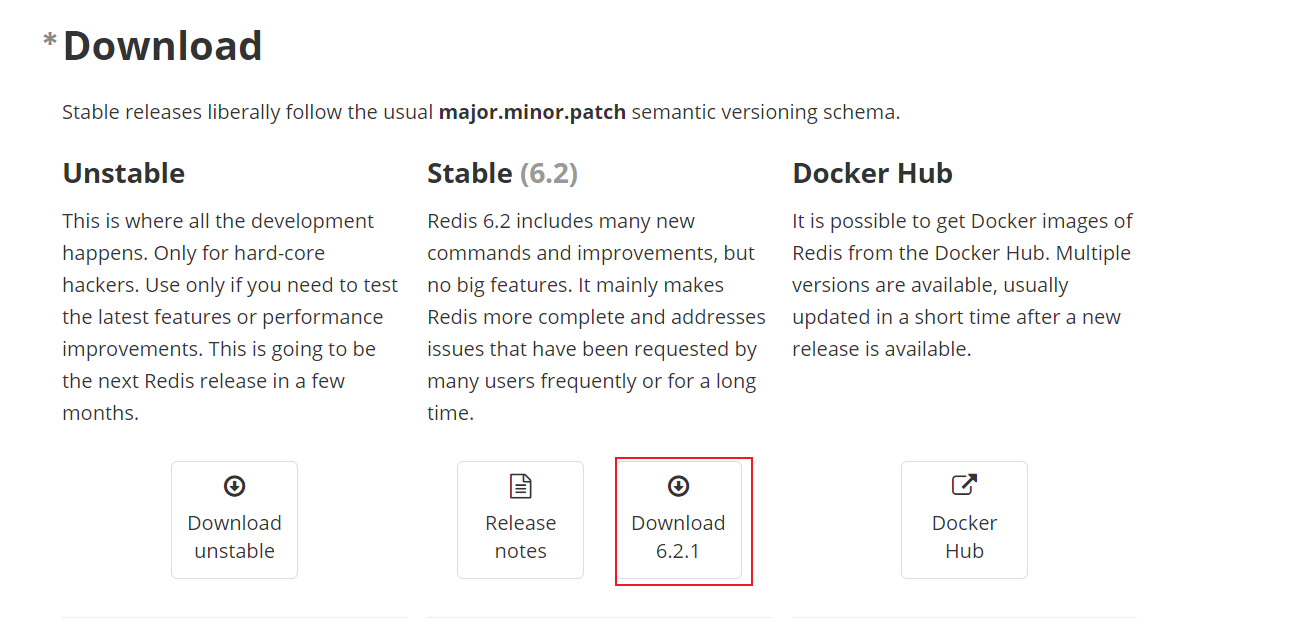 *Download
Stable releases liberally follow the usual major.minor.patch semantic versioning schema.
Unstable
This is where all the development
happens. Only for hard-core
hackers. Use only if you need to test
the latest features or performance
improvements. This is going to be
the next Redis release in a few
months.
Download
unstable
Stable (6.2)
Redis 6.2 includes many new
commands and improvements, but
no big features. It mainly makes
Redis more complete and addresses
issues that have been requested by
many users frequently or for a long
time.
Release
notes
Download
6.2.1
Docker Hub
It is possible to get Docker images of
Redis from the Docker Hub. Multiple
versions are available, usually
updated in a short time after a new
release is available.
Docker
Hub